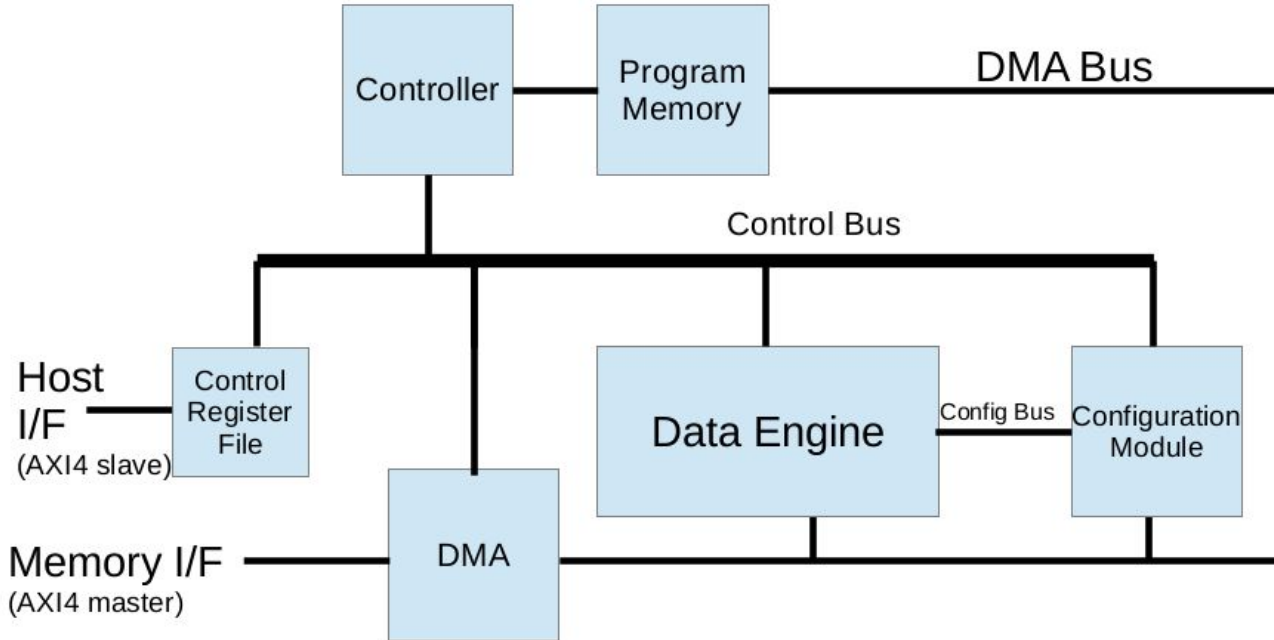 Controller
Program
Memory
DMA Bus
Control Bus
Host
I/F
(AXI4 slave)
Control
Register
File
Data Engine
Config Bus
Configuration
Module
Memory I/F
(AXI4 master)
DMA